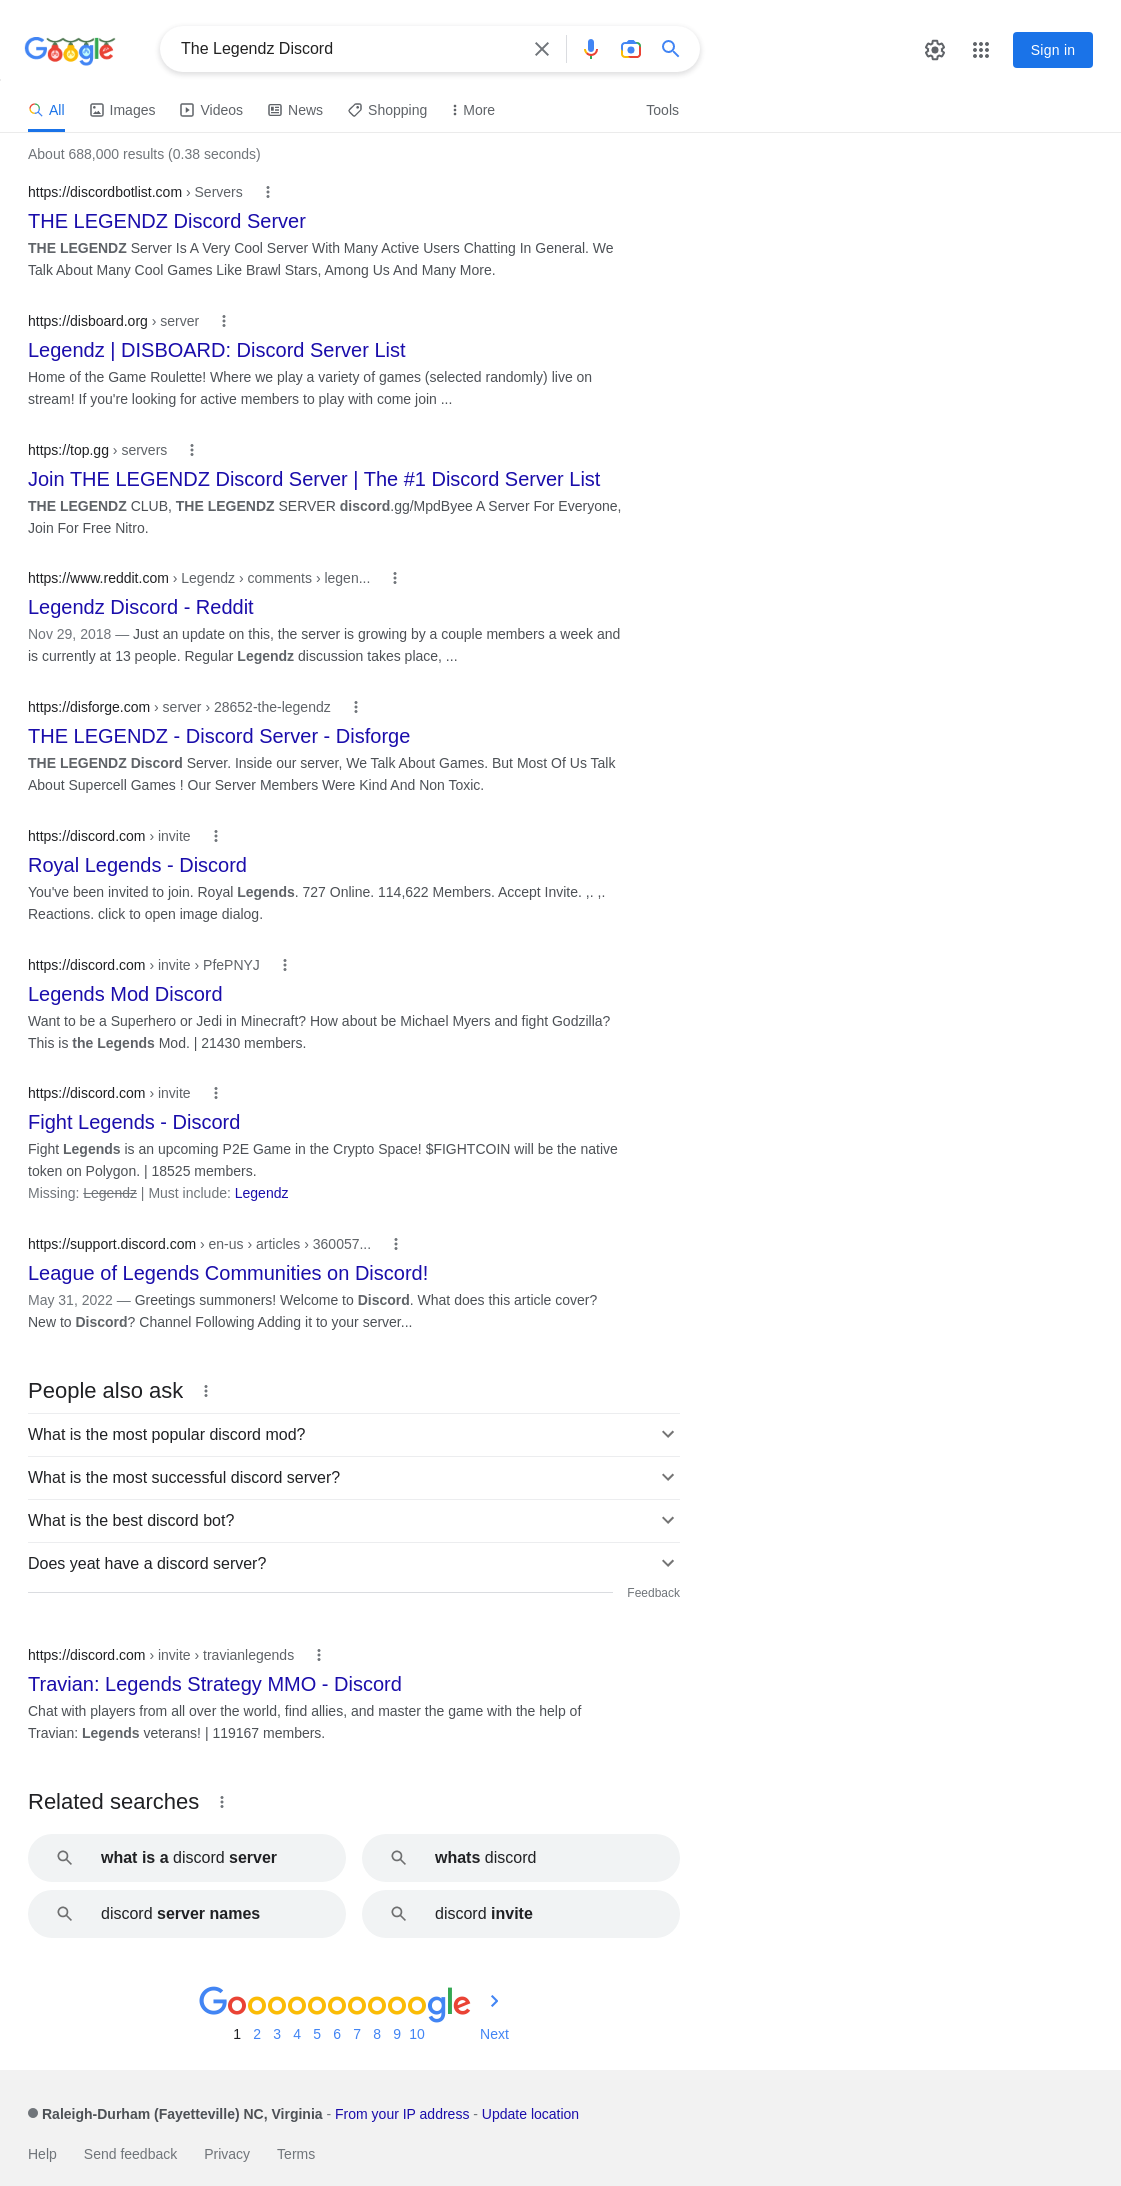 Google
The Legendz Discord
Sign in
All Images Videos News Shopping More Tools
About 688,000 results (0.38 seconds)
https://discordbotlist.com › Servers
THE LEGENDZ Discord Server
THE LEGENDZ Server Is A Very Cool Server With Many Active Users Chatting In General. We
Talk About Many Cool Games Like Brawl Stars, Among Us And Many More.
https://disboard.org › server
Legendz | DISBOARD: Discord Server List
Home of the Game Roulette! Where we play a variety of games (selected randomly) live on
stream! If you're looking for active members to play with come join ...
https://top.gg › servers
Join THE LEGENDZ Discord Server | The #1 Discord Server List
THE LEGENDZ CLUB, THE LEGENDZ SERVER discord.gg/MpdByee A Server For Everyone,
Join For Free Nitro.
https://www.reddit.com › Legendz › comments › legen...
Legendz Discord - Reddit
Nov 29, 2018 — Just an update on this, the server is growing by a couple members a week and
is currently at 13 people. Regular Legendz discussion takes place, ...
https://disforge.com › server › 28652-the-legendz
THE LEGENDZ - Discord Server - Disforge
THE LEGENDZ Discord Server. Inside our server, We Talk About Games. But Most Of Us Talk
About Supercell Games ! Our Server Members Were Kind And Non Toxic.
https://discord.com › invite
Royal Legends - Discord
You've been invited to join. Royal Legends. 727 Online. 114,622 Members. Accept Invite. ,. ,.
Reactions. click to open image dialog.
https://discord.com › invite › PfePNYJ
Legends Mod Discord
Want to be a Superhero or Jedi in Minecraft? How about be Michael Myers and fight Godzilla?
This is the Legends Mod. | 21430 members.
https://discord.com › invite
Fight Legends - Discord
Fight Legends is an upcoming P2E Game in the Crypto Space! $FIGHTCOIN will be the native
token on Polygon. | 18525 members.
Missing: Legendz | Must include: Legendz
https://support.discord.com › en-us › articles › 360057...
League of Legends Communities on Discord!
May 31, 2022 — Greetings summoners! Welcome to Discord. What does this article cover?
New to Discord? Channel Following Adding it to your server...
People also ask
What is the most popular discord mod?
What is the most successful discord server?
What is the best discord bot?
Does yeat have a discord server?
Feedback
https://discord.com › invite › travianlegends
Travian: Legends Strategy MMO - Discord
Chat with players from all over the world, find allies, and master the game with the help of
Travian: Legends veterans! | 119167 members.
Related searches
what is a discord server
whats discord
discord server names
discord invite
Goooooooooogle
1 2 3 4 5 6 7 8 9 10 Next
Raleigh-Durham (Fayetteville) NC, Virginia - From your IP address - Update location
Help Send feedback Privacy Terms